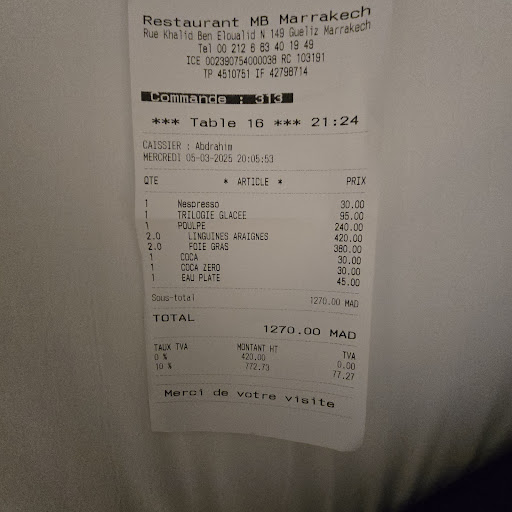 Restaurant MB Marrakech
Rue Khalid Ben Eloualid N 149 Gueliz Marrakech
Tel 00 212 6 63 40 19 49
ICE 002390754000038 RC 103191
TP 4510751 IF 42798714
Commande : 313
*** Table 16 *** 21:24
CAISSIER : Abdrahim
MERCREDI 05-03-2025 20:05:53
QTE * ARTICLE * PRIX
1 Nespresso 30.00
1 TRILOGIE GLACEE 95.00
1 POULPE 240.00
2.0 LINGUINES ARAIGNES 420.00
2.0 FOIE GRAS 380.00
1 COCA 30.00
1 COCA ZERO 30.00
1 EAU PLATE 45.00
Sous-total 1270.00 MAD
TOTAL
1270.00 MAD
TAUX TVA MONTANT HT TVA
0 % 420.00 0.00
10 % 772.73 77.27
Merci de votre visite